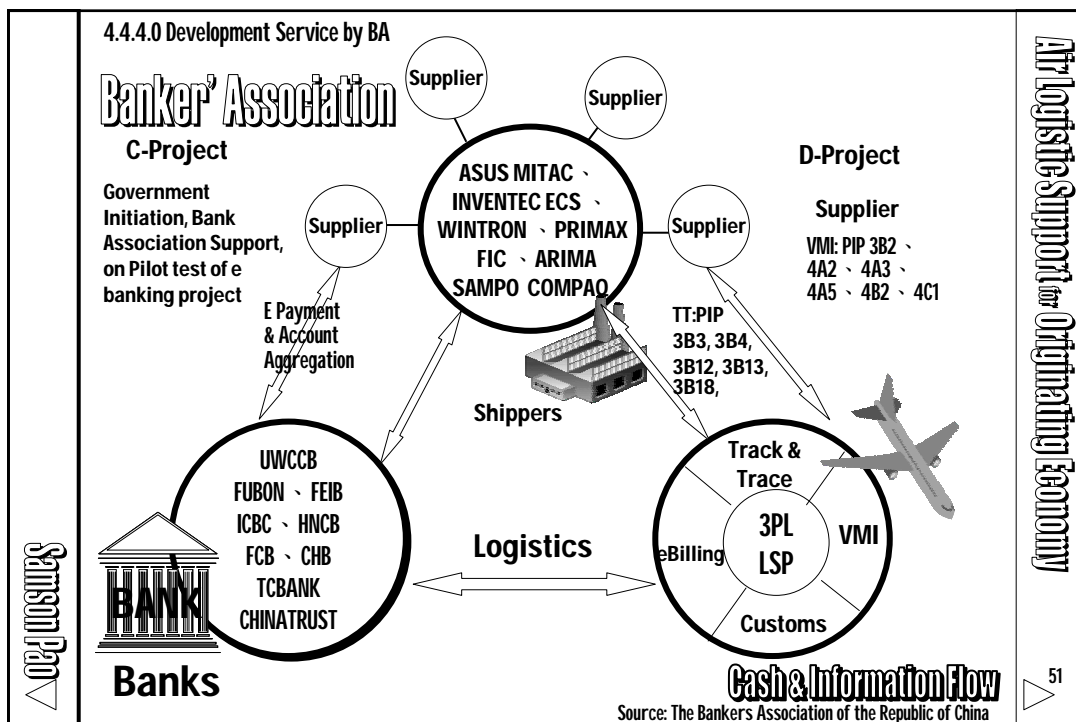 4.4.4.0 Development Service by BA
Banker' Association
C-Project
Government
Initiation, Bank
Association Support,
on Pilot test of e
banking project
Supplier
Supplier
Supplier
Supplier
ASUS MITAC、
INVENTEC ECS、
WINTRON、PRIMAX
FIC、ARIMA
SAMPO COMPAQ
D-Project
Supplier
VMI: PIP 3B2、
4A2、4A3、
4A5、4B2、4C1
E Payment
& Account
Aggregation
TT:PIP
3B3, 3B4,
3B12, 3B13,
3B18,
Shippers
UWCCB
FUBON、FEIB
ICBC、HNCB
FCB、CHB
TCBANK
CHINATRUST
BANK
Banks
Logistics
Track &
Trace
3PL
LSP
VMI
eBilling
Customs
Cash & Information Flow
Source: The Bankers Association of the Republic of China
Samson Pao
Air Logistic Support for Originating Economy
51